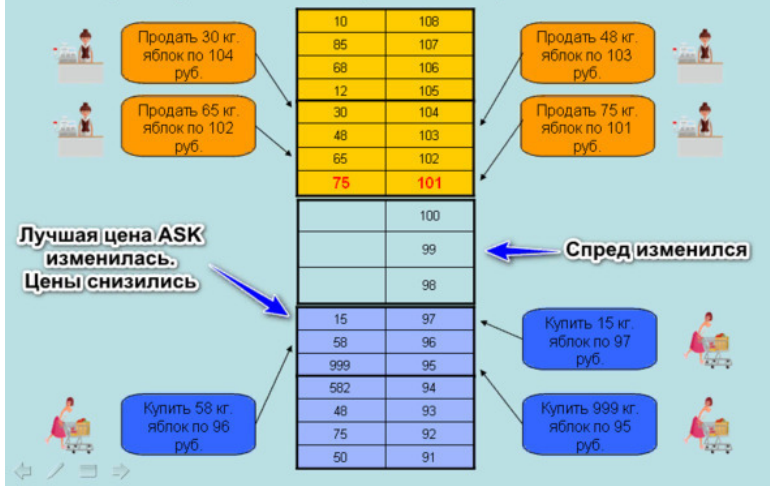 Продать 30 кг.
яблок по 104
руб.
Продать 65 кг.
яблок по 102
руб.
10 108
85 107
68 106
12 105
30 104
48 103
65 102
75 101
Продать 48 кг.
яблок по 103
руб.
Продать 75 кг.
яблок по 101
руб.
Лучшая цена ASK
изменилась.
Цены снизились
100
99
98
Спред изменился
15 97
58 96
999 95
582 94
48 93
75 92
50 91
Купить 15 кг.
яблок по 97
руб.
Купить 58 кг.
яблок по 96
руб.
Купить 999 кг.
яблок по 95
руб.